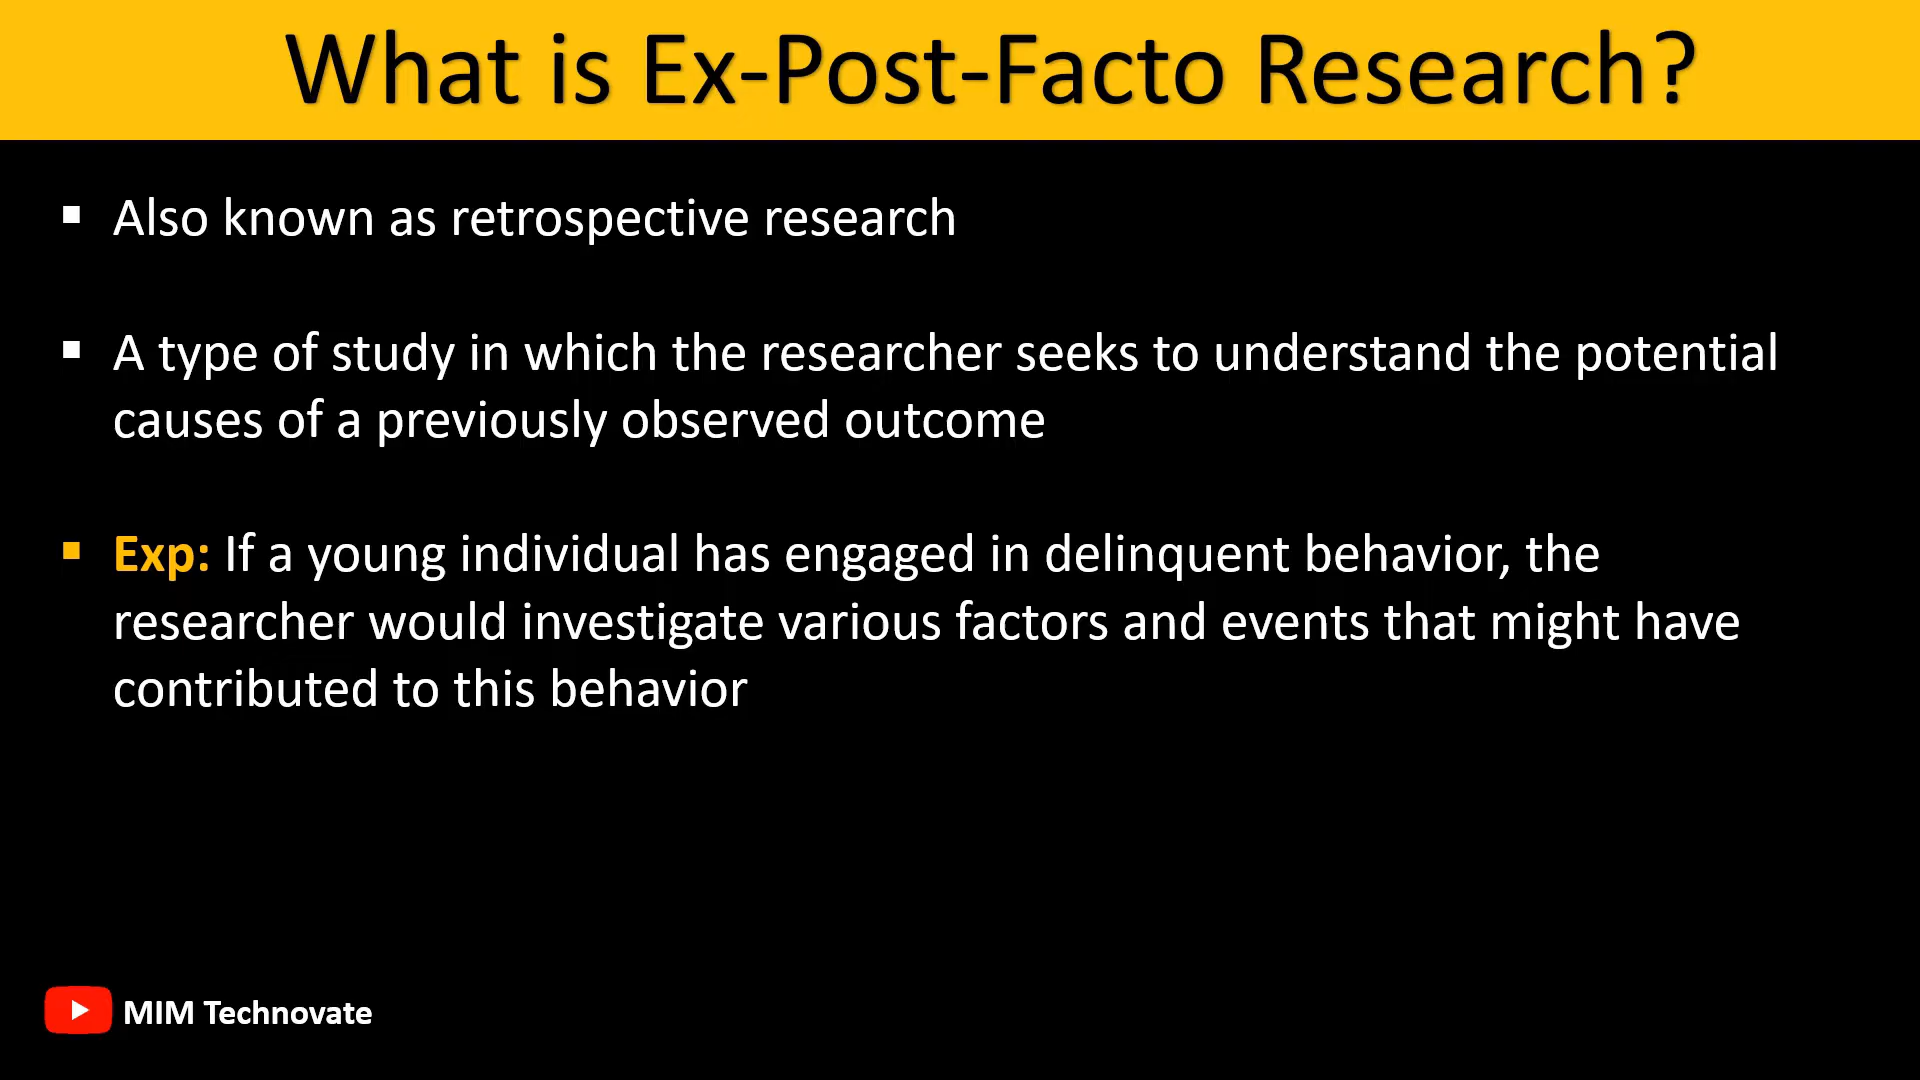 What is Ex-Post-Facto Research?
▪ Also known as retrospective research
▪ A type of study in which the researcher seeks to understand the potential
causes of a previously observed outcome
▪ Exp: If a young individual has engaged in delinquent behavior, the
researcher would investigate various factors and events that might have
contributed to this behavior
MIM Technovate